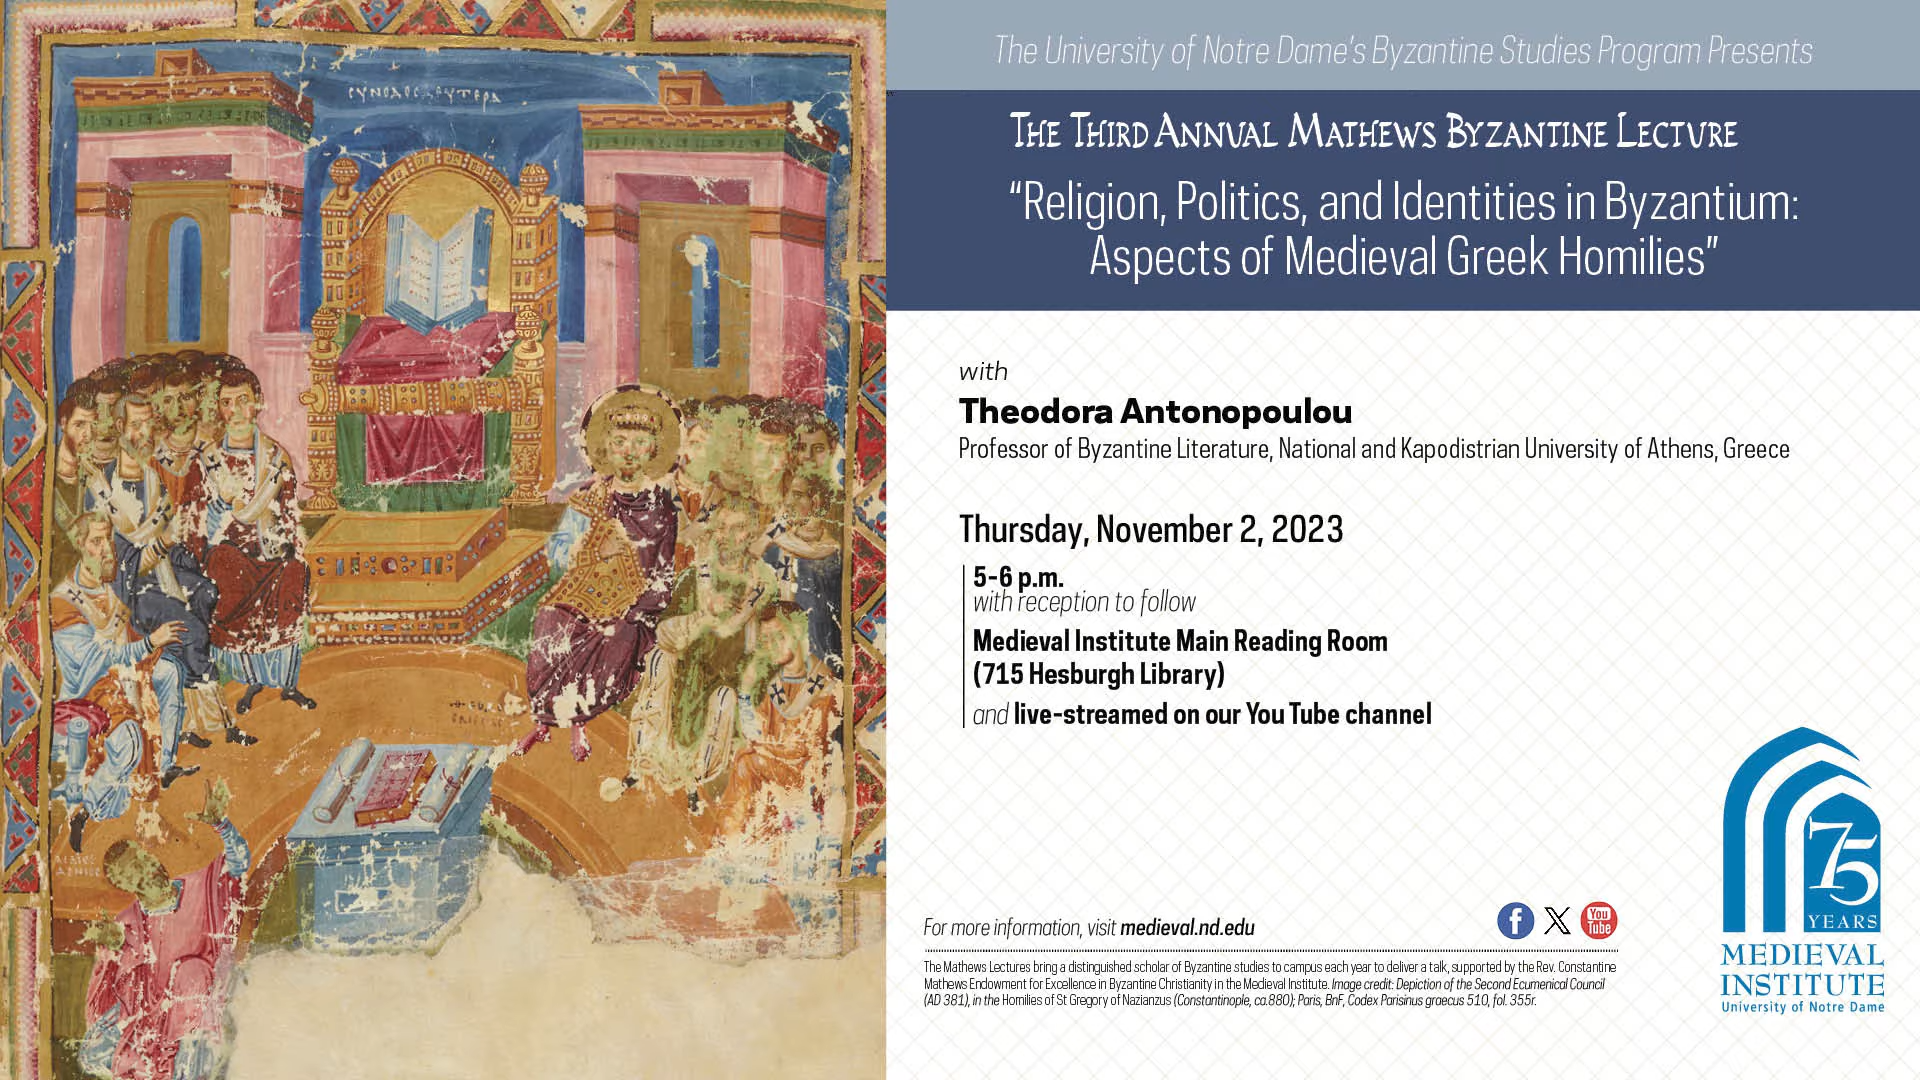 The University of Notre Dame's Byzantine Studies Program Presents
The Third Annual Mathews Byzantine Lecture
“Religion, Politics, and Identities in Byzantium:
Aspects of Medieval Greek Homilies”
with
Theodora Antonopoulou
Professor of Byzantine Literature, National and Kapodistrian University of Athens, Greece
Thursday, November 2, 2023
5-6 p.m.
with reception to follow
Medieval Institute Main Reading Room
(715 Hesburgh Library)
and live-streamed on our You Tube channel
For more information, visit medieval.nd.edu
f X You Tube
The Mathews Lectures bring a distinguished scholar of Byzantine studies to campus each year to deliver a talk, supported by the Rev. Constantine
Mathews Endowment for Excellence in Byzantine Christianity in the Medieval Institute. Image credit: Depiction of the Second Ecumenical Council
(AD 381), in the Homilies of St Gregory of Nazianzus (Constantinople, ca.880); Paris, BnF, Codex Parisinus graecus 510, fol. 355r.
75
YEARS
MEDIEVAL
INSTITUTE
University of Notre Dame